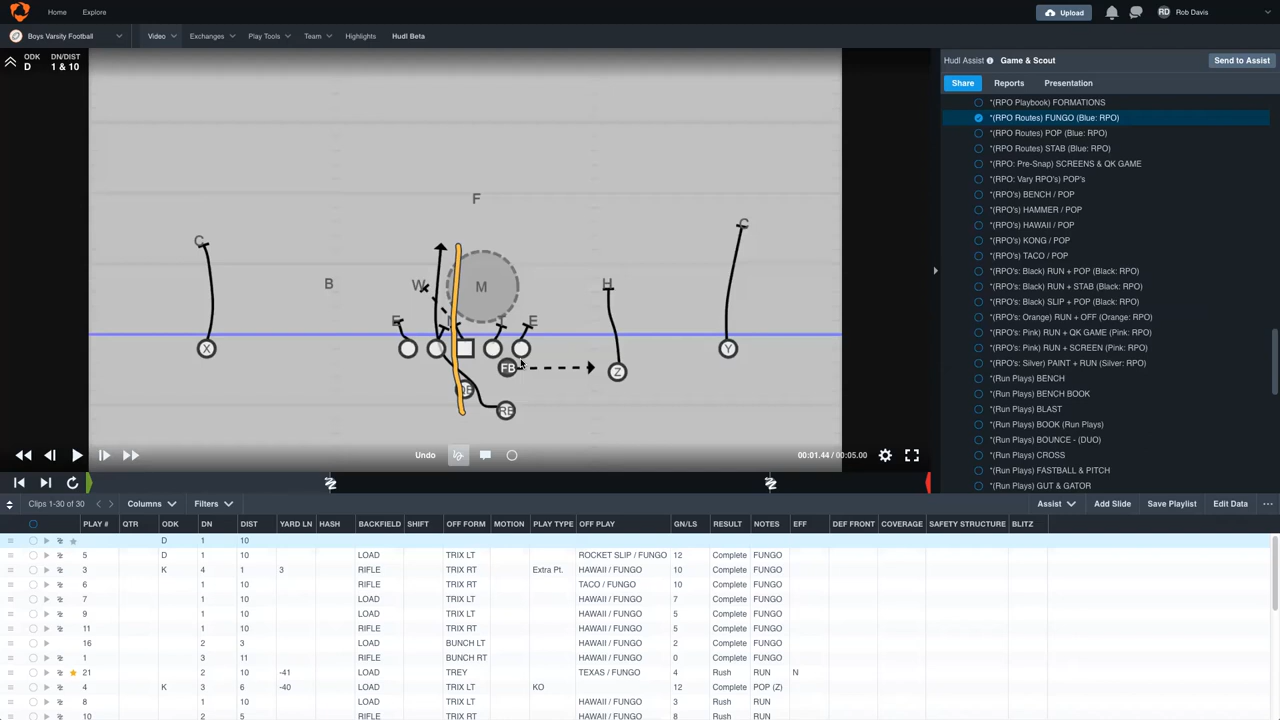 Home Explore Upload RD Rob Davis
Boys Varsity Football Video Exchanges Play Tools Team Highlights Hudl Beta
ODK DN/DIST
D 1 & 10
Hudl Assist Game & Scout Send to Assist
Share Reports Presentation
*(RPO Playbook) FORMATIONS
*(RPO Routes) FUNGO (Blue: RPO)
*(RPO Routes) POP (Blue: RPO)
*(RPO Routes) STAB (Blue: RPO)
*(RPO: Pre-Snap) SCREENS & QK GAME
*(RPO: Vary RPO's) POP's
*(RPO's) BENCH / POP
*(RPO's) HAMMER / POP
*(RPO's) HAWAII / POP
*(RPO's) KONG / POP
*(RPO's) TACO / POP
*(RPO's: Black) RUN + POP (Black: RPO)
*(RPO's: Black) RUN + STAB (Black: RPO)
*(RPO's: Black) SLIP + POP (Black: RPO)
*(RPO's: Orange) RUN + OFF (Orange: RPO)
*(RPO's: Pink) RUN + QK GAME (Pink: RPO)
*(RPO's: Pink) RUN + SCREEN (Pink: RPO)
*(RPO's: Silver) PAINT + RUN (Silver: RPO)
*(Run Plays) BENCH
*(Run Plays) BENCH BOOK
*(Run Plays) BLAST
*(Run Plays) BOOK (Run Plays)
*(Run Plays) BOUNCE - (DUO)
*(Run Plays) CROSS
*(Run Plays) FASTBALL & PITCH
*(Run Plays) GUT & GATOR
F
C C
B W M H
E T E
X Y
FB Z
RB
Undo 00:01.44 / 00:05.00
Clips 1-30 of 30 Columns Filters Assist Add Slide Save Playlist Edit Data
PLAY # QTR ODK DN DIST YARD LN HASH BACKFIELD SHIFT OFF FORM MOTION PLAY TYPE OFF PLAY GN/LS RESULT NOTES EFF DEF FRONT COVERAGE SAFETY STRUCTURE BLITZ
D 1 10
5 D 1 10 LOAD TRIX LT ROCKET SLIP / FUNGO 12 Complete FUNGO
3 K 4 1 3 RIFLE TRIX RT Extra Pt. HAWAII / FUNGO 10 Complete FUNGO
6 1 10 RIFLE TRIX RT TACO / FUNGO 10 Complete FUNGO
7 1 10 LOAD TRIX LT HAWAII / FUNGO 7 Complete FUNGO
9 1 10 LOAD TRIX LT HAWAII / FUNGO 5 Complete FUNGO
11 1 10 RIFLE TRIX RT HAWAII / FUNGO 5 Complete FUNGO
16 2 3 LOAD BUNCH LT HAWAII / FUNGO 2 Complete FUNGO
1 3 11 RIFLE BUNCH RT HAWAII / FUNGO 0 Complete FUNGO
21 2 10 -41 LOAD TREY TEXAS / FUNGO 4 Rush RUN N
4 K 3 6 -40 LOAD TRIX LT KO 12 Complete POP (Z)
8 1 10 LOAD TRIX LT HAWAII / FUNGO 3 Rush RUN
10 2 5 RIFLE TRIX RT HAWAII / FUNGO 8 Rush RUN